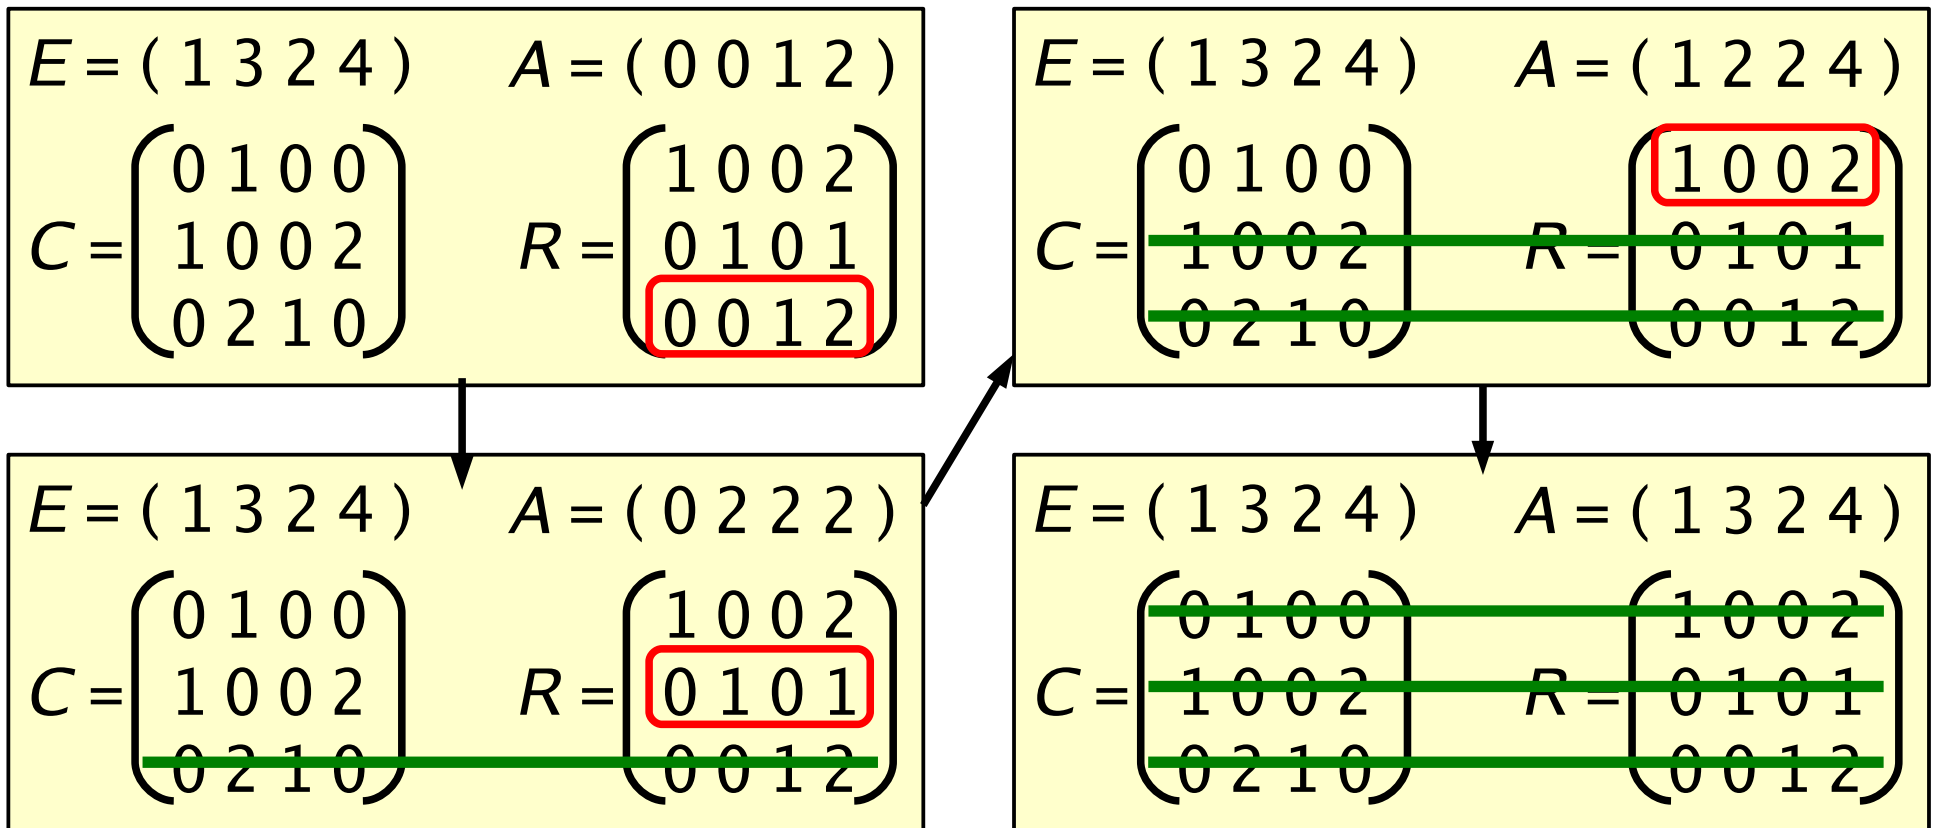 E = ( 1 3 2 4 ) A = ( 0 0 1 2 )
0 1 0 0 1 0 0 2
C = 1 0 0 2 R = 0 1 0 1
0 2 1 0 0 0 1 2
E = ( 1 3 2 4 ) A = ( 0 2 2 2 )
0 1 0 0 1 0 0 2
C = 1 0 0 2 R = 0 1 0 1
0 2 1 0 0 0 1 2
E = ( 1 3 2 4 ) A = ( 1 2 2 4 )
0 1 0 0 1 0 0 2
C = 1 0 0 2 R = 0 1 0 1
0 2 1 0 0 0 1 2
E = ( 1 3 2 4 ) A = ( 1 3 2 4 )
0 1 0 0 1 0 0 2
C = 1 0 0 2 R = 0 1 0 1
0 2 1 0 0 0 1 2